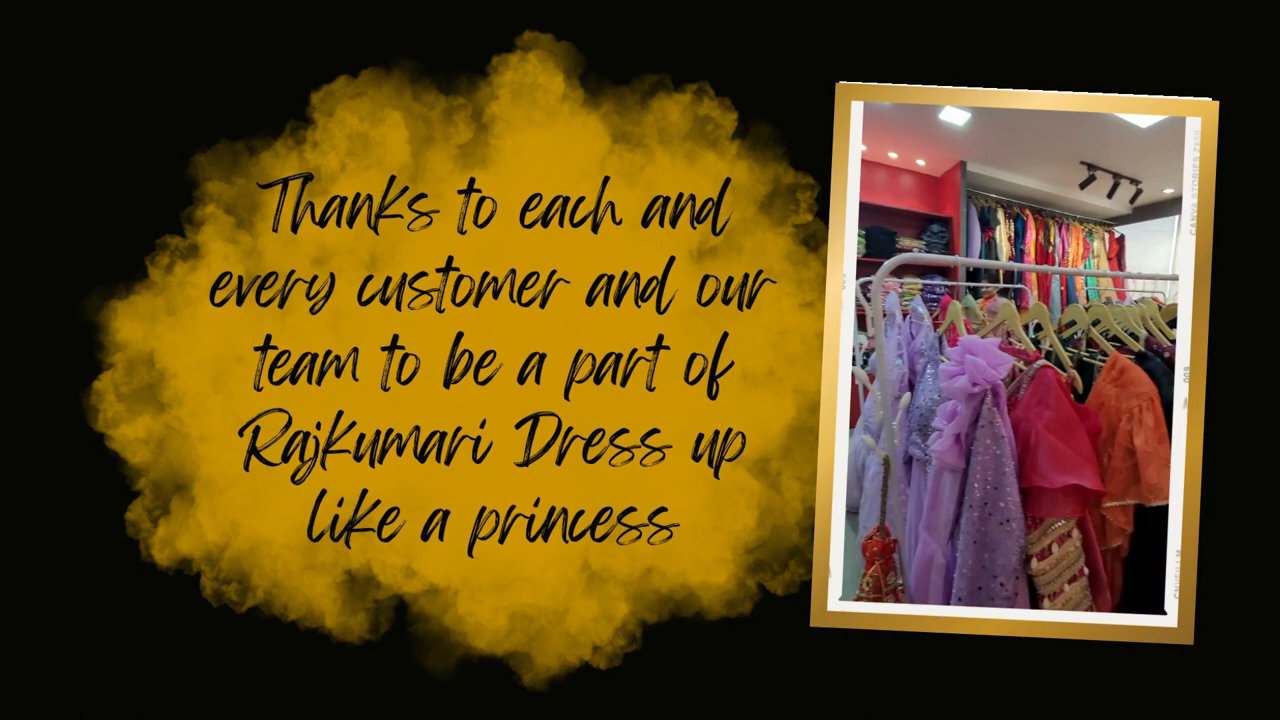 Thanks to each and
every customer and our
team to be a part of
Rajkumari Dress up
like a princess